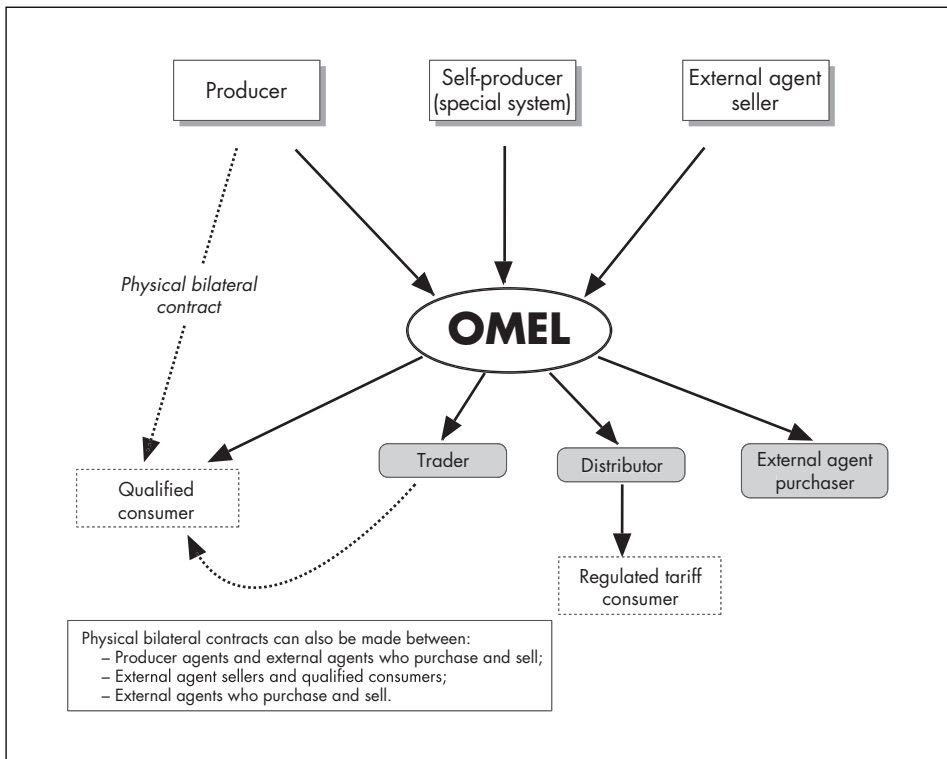 Producer
Self-producer
(special system)
External agent
seller
Physical bilateral
contract
OMEL
Trader
Distributor
External agent
purchaser
Qualified
consumer
Regulated tariff
consumer
Physical bilateral contracts can also be made between:
– Producer agents and external agents who purchase and sell;
– External agent sellers and qualified consumers;
– External agents who purchase and sell.